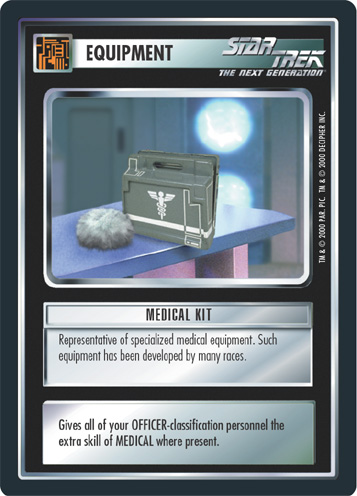 EQUIPMENT
STAR TREK
THE NEXT GENERATION
TM & © 2000 PAR. PIC. TM & © 2000 DECIPHER INC.
MEDICAL KIT
Representative of specialized medical equipment. Such
equipment has been developed by many races.
Gives all of your OFFICER-classification personnel the
extra skill of MEDICAL where present.